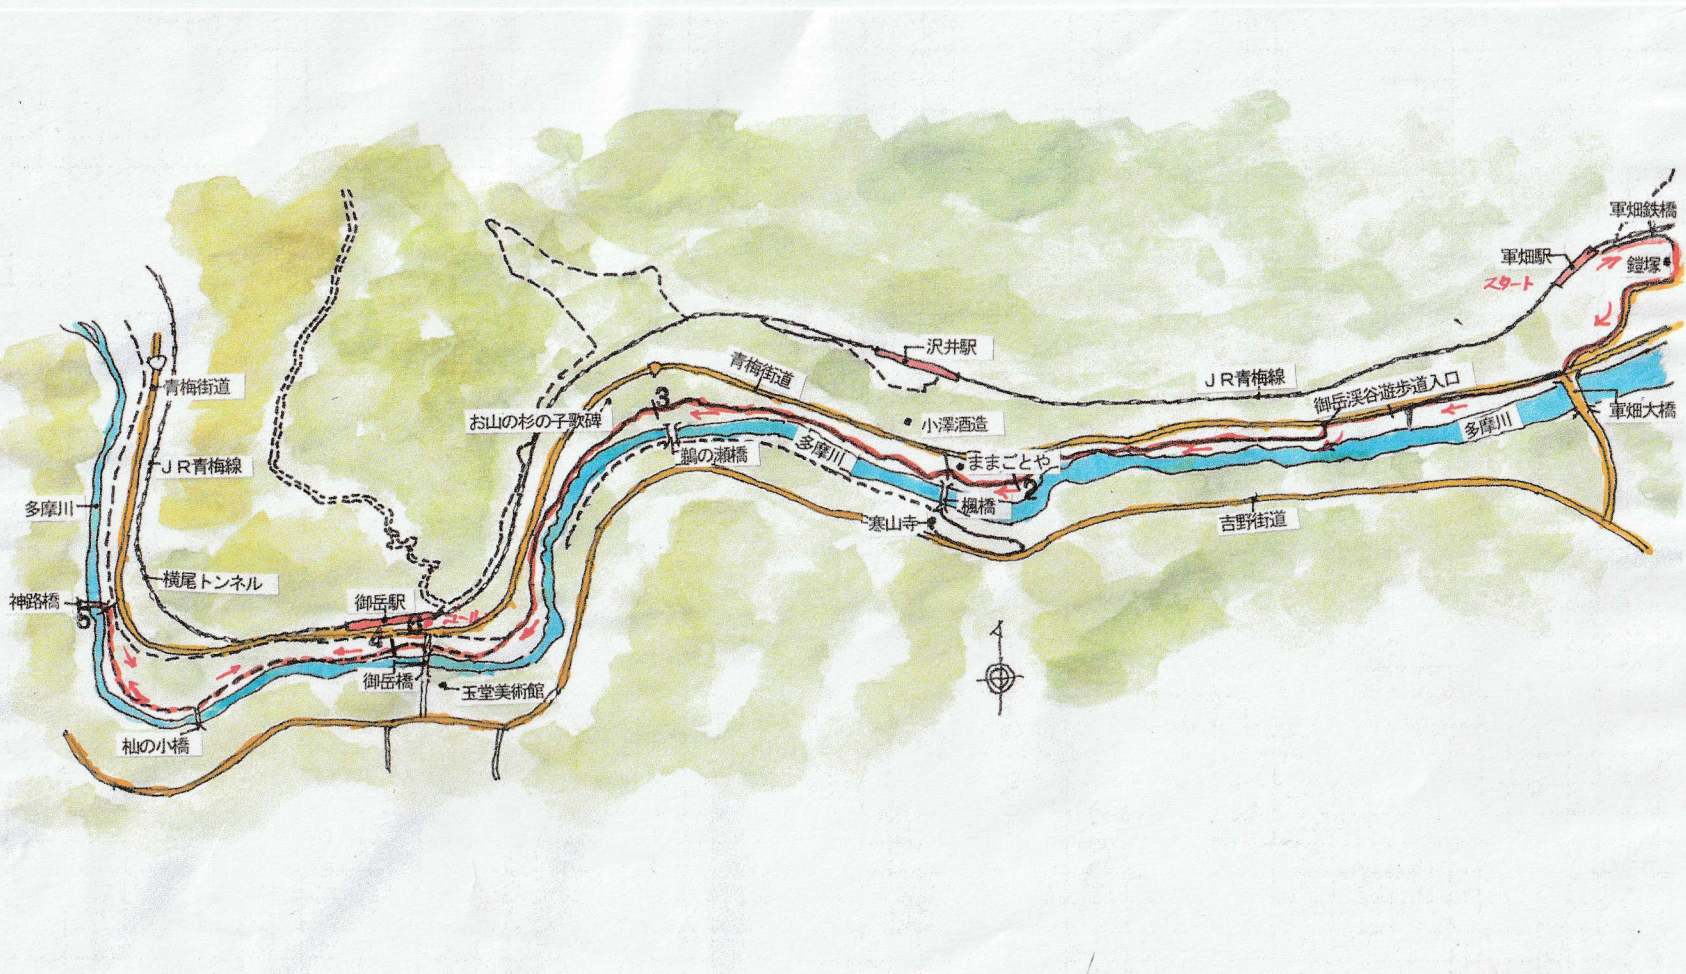 軍畑鉄橋
軍畑駅
鎧塚
スタート
沢井駅
青梅街道
JR青梅線
御岳渓谷遊歩道入口
軍畑大橋
多摩川
お山の杉の子歌碑
3
小澤酒造
鵜の瀬橋
多摩川
ままごとや
2
楓橋
寒山寺
吉野街道
青梅街道
JR青梅線
多摩川
横尾トンネル
神路橋
5
御岳駅
ゴール
4
6
御岳橋
玉堂美術館
杣の小橋